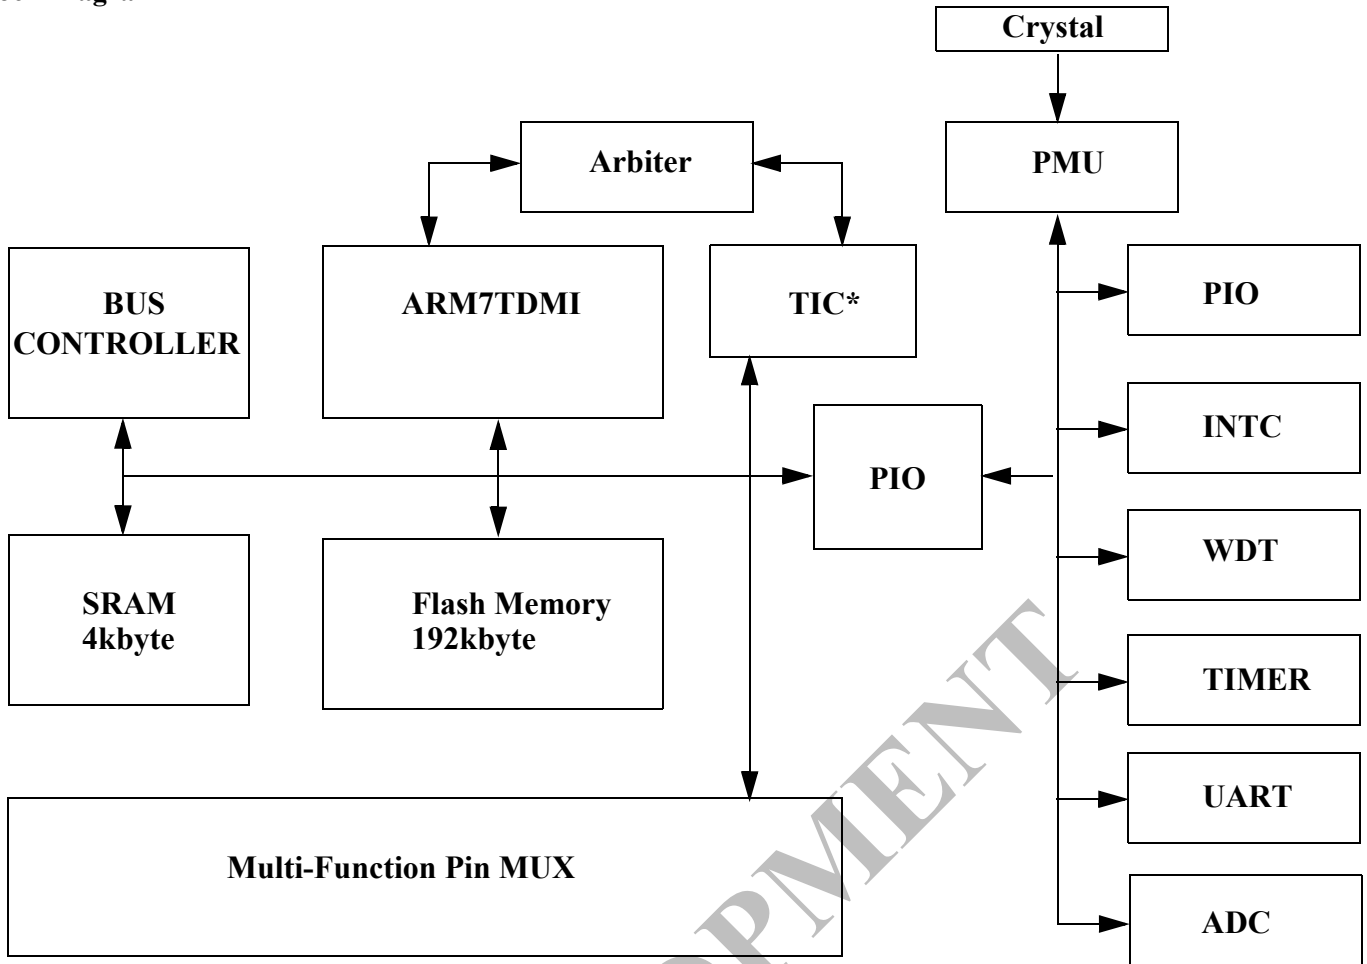 Crystal
Arbiter
PMU
BUS
CONTROLLER
ARM7TDMI
TIC*
PIO
INTC
PIO
WDT
SRAM
4kbyte
Flash Memory
192kbyte
TIMER
UART
Multi-Function Pin MUX
ADC